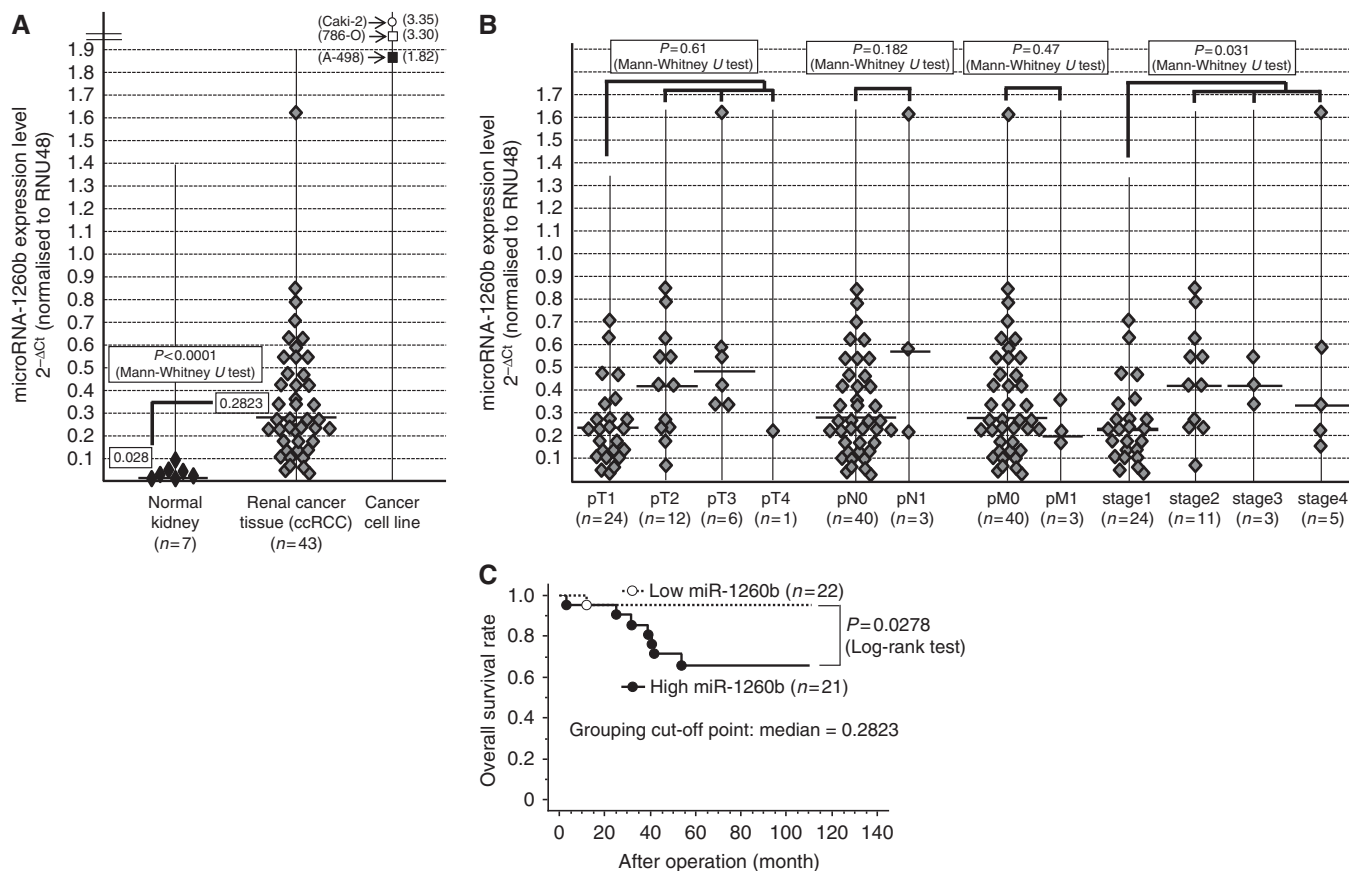 A
microRNA-1260b expression level
2–ΔCt (normalised to RNU48)
1.9
1.8
1.7
1.6
1.5
1.4
1.3
1.2
1.1
1.0
0.9
0.8
0.7
0.6
0.5
0.4
0.3
0.2
0.1
(Caki-2) (3.35)
(786-O) (3.30)
(A-498) (1.82)
P<0.0001
(Mann-Whitney U test)
0.2823
0.028
Normal
kidney
(n=7)
Renal cancer
tissue (ccRCC)
(n=43)
Cancer
cell line
B
microRNA-1260b expression level
2–ΔCt (normalised to RNU48)
P=0.61
(Mann-Whitney U test)
P=0.182
(Mann-Whitney U test)
P=0.47
(Mann-Whitney U test)
P=0.031
(Mann-Whitney U test)
1.7
1.6
1.5
1.4
1.3
1.2
1.1
1.0
0.9
0.8
0.7
0.6
0.5
0.4
0.3
0.2
0.1
pT1 pT2 pT3 pT4 pN0 pN1 pM0 pM1 stage1 stage2 stage3 stage4
(n=24) (n=12) (n=6) (n=1) (n=40) (n=3) (n=40) (n=3) (n=24) (n=11) (n=3) (n=5)
C
Overall survival rate
1.0
0.8
0.6
0.4
0.2
0
Low miR-1260b (n=22)
P=0.0278
(Log-rank test)
High miR-1260b (n=21)
Grouping cut-off point: median = 0.2823
0 20 40 60 80 100 120 140
After operation (month)